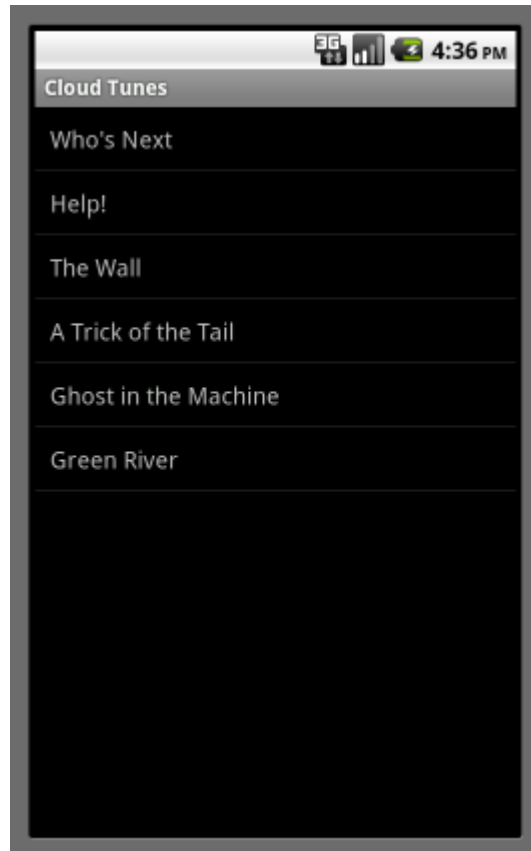 3G 4:36 PM
Cloud Tunes
Who's Next
Help!
The Wall
A Trick of the Tail
Ghost in the Machine
Green River